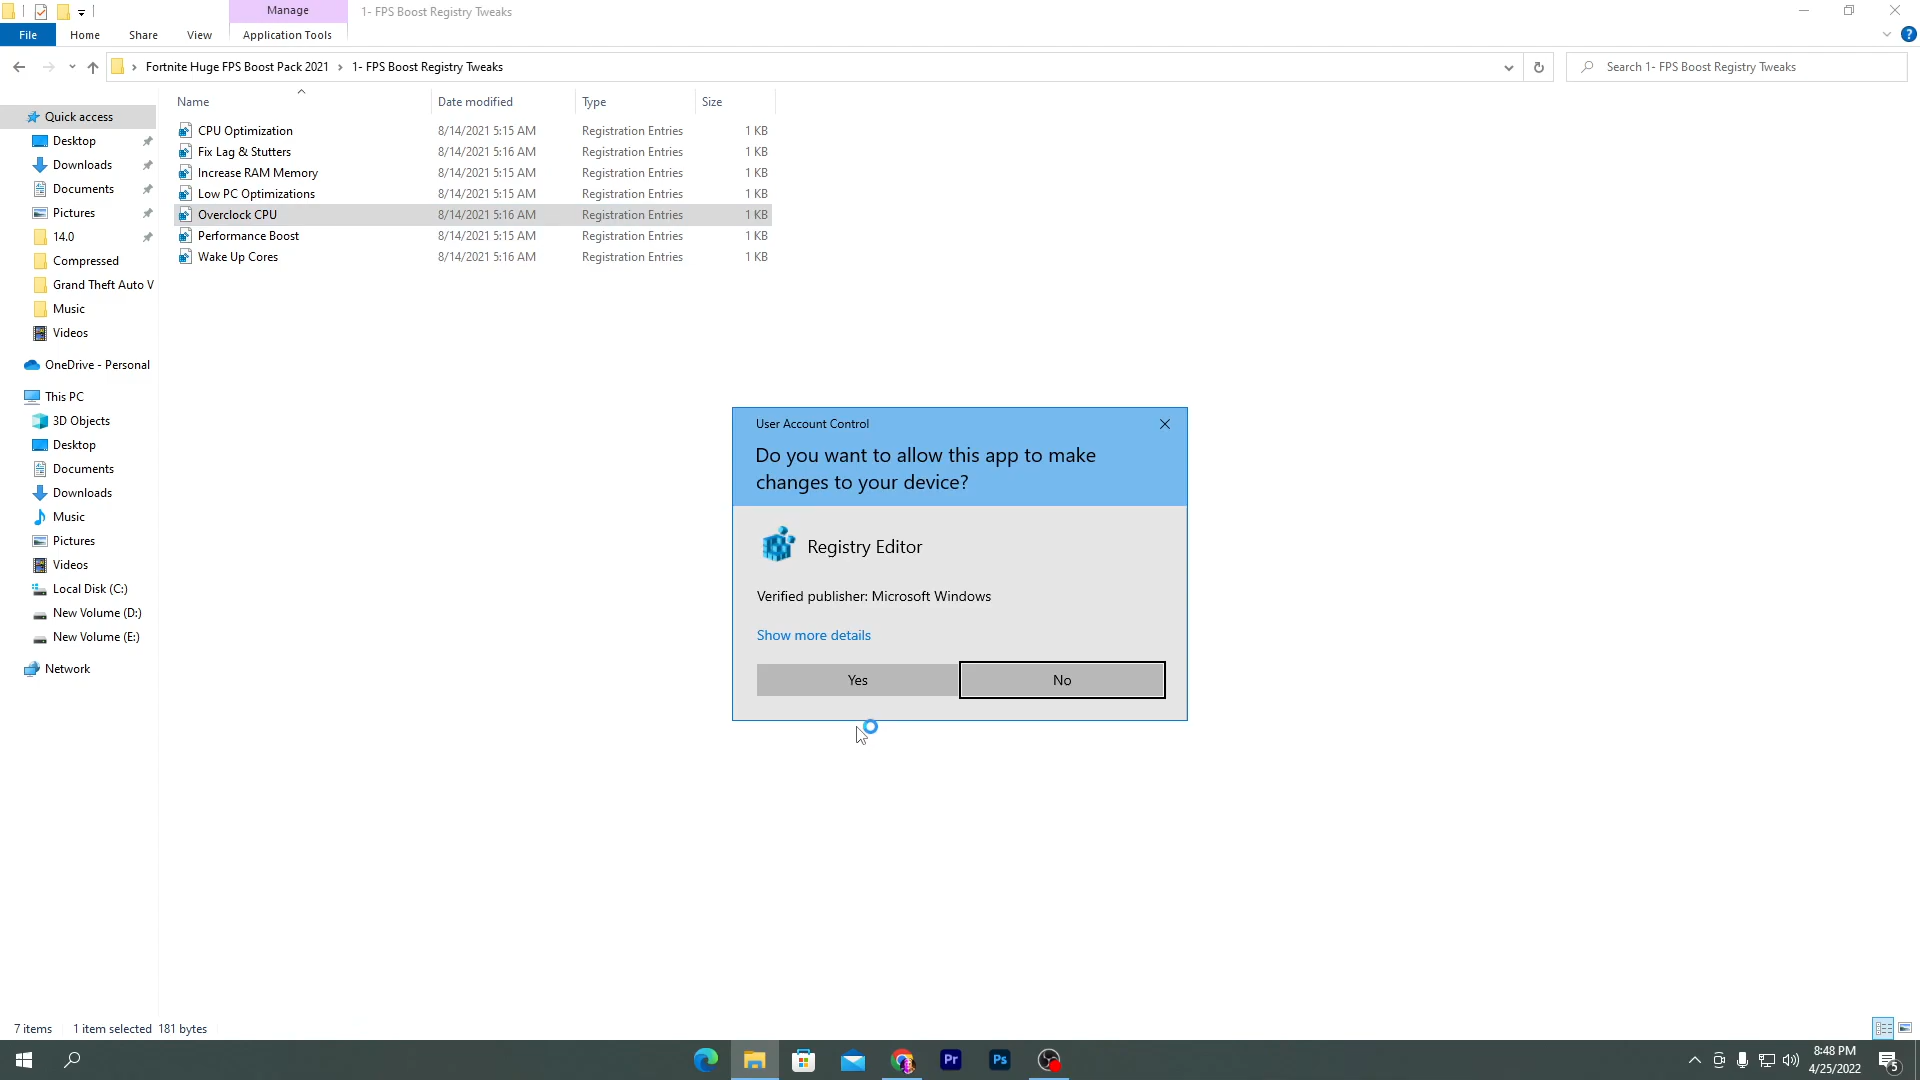 Manage
1- FPS Boost Registry Tweaks
File
Home
Share
View
Application Tools
Fortnite Huge FPS Boost Pack 2021
1- FPS Boost Registry Tweaks
Search 1- FPS Boost Registry Tweaks
Name
Date modified
Type
Size
CPU Optimization 8/14/2021 5:15 AM Registration Entries 1 KB
Fix Lag & Stutters 8/14/2021 5:16 AM Registration Entries 1 KB
Increase RAM Memory 8/14/2021 5:15 AM Registration Entries 1 KB
Low PC Optimizations 8/14/2021 5:15 AM Registration Entries 1 KB
Overclock CPU 8/14/2021 5:16 AM Registration Entries 1 KB
Performance Boost 8/14/2021 5:15 AM Registration Entries 1 KB
Wake Up Cores 8/14/2021 5:16 AM Registration Entries 1 KB
Quick access
Desktop
Downloads
Documents
Pictures
14.0
Compressed
Grand Theft Auto V
Music
Videos
OneDrive - Personal
This PC
3D Objects
Desktop
Documents
Downloads
Music
Pictures
Videos
Local Disk (C:)
New Volume (D:)
New Volume (E:)
Network
User Account Control
Do you want to allow this app to make
changes to your device?
Registry Editor
Verified publisher: Microsoft Windows
Show more details
Yes
No
7 items
1 item selected 181 bytes
Pr
Ps
8:48 PM
4/25/2022
5